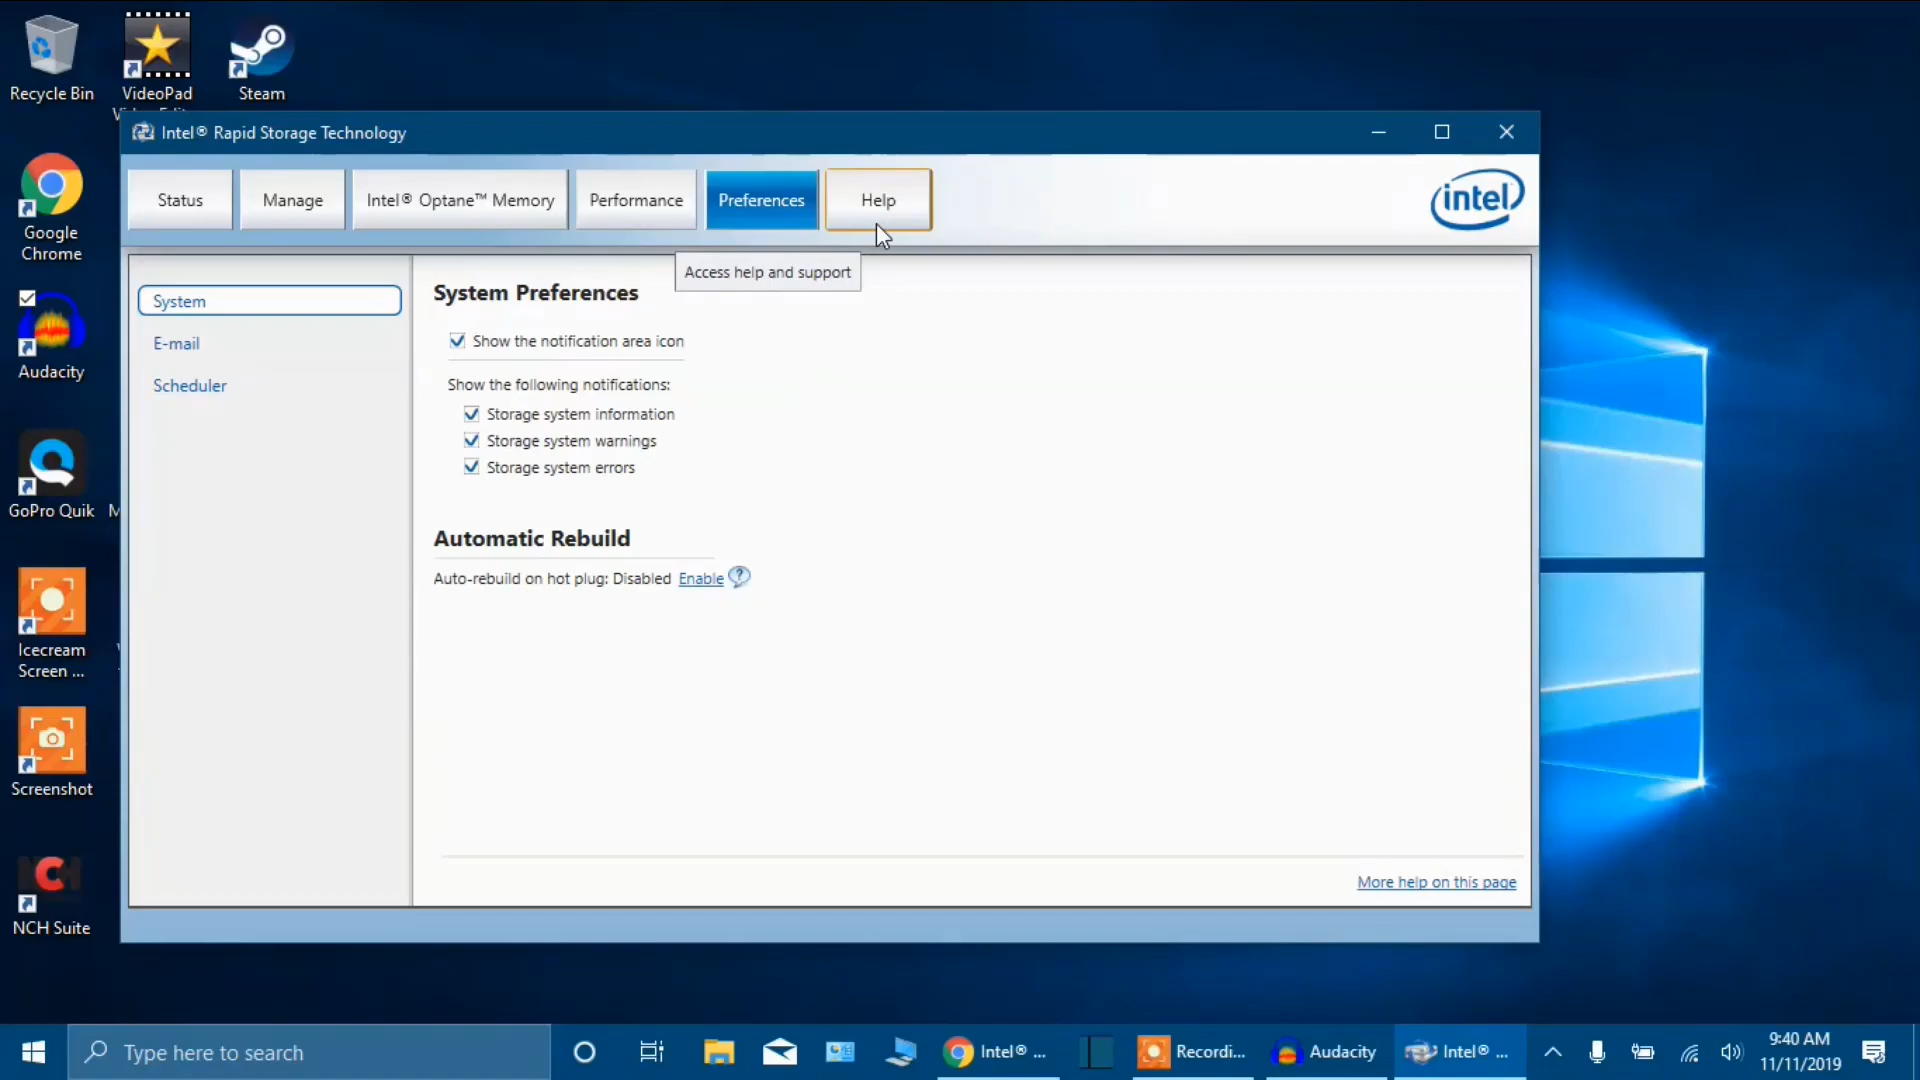 Recycle Bin
VideoPad
Steam
Intel® Rapid Storage Technology
Status
Manage
Intel® Optane™ Memory
Performance
Preferences
Help
intel
Access help and support
System
E-mail
Scheduler
System Preferences
Show the notification area icon
Show the following notifications:
Storage system information
Storage system warnings
Storage system errors
Automatic Rebuild
Auto-rebuild on hot plug: Disabled Enable
More help on this page
Google
Chrome
Audacity
GoPro Quik
M
Icecream
Screen ...
Screenshot
NCH Suite
Type here to search
Intel® ...
Recordi...
Audacity
Intel® ...
9:40 AM
11/11/2019